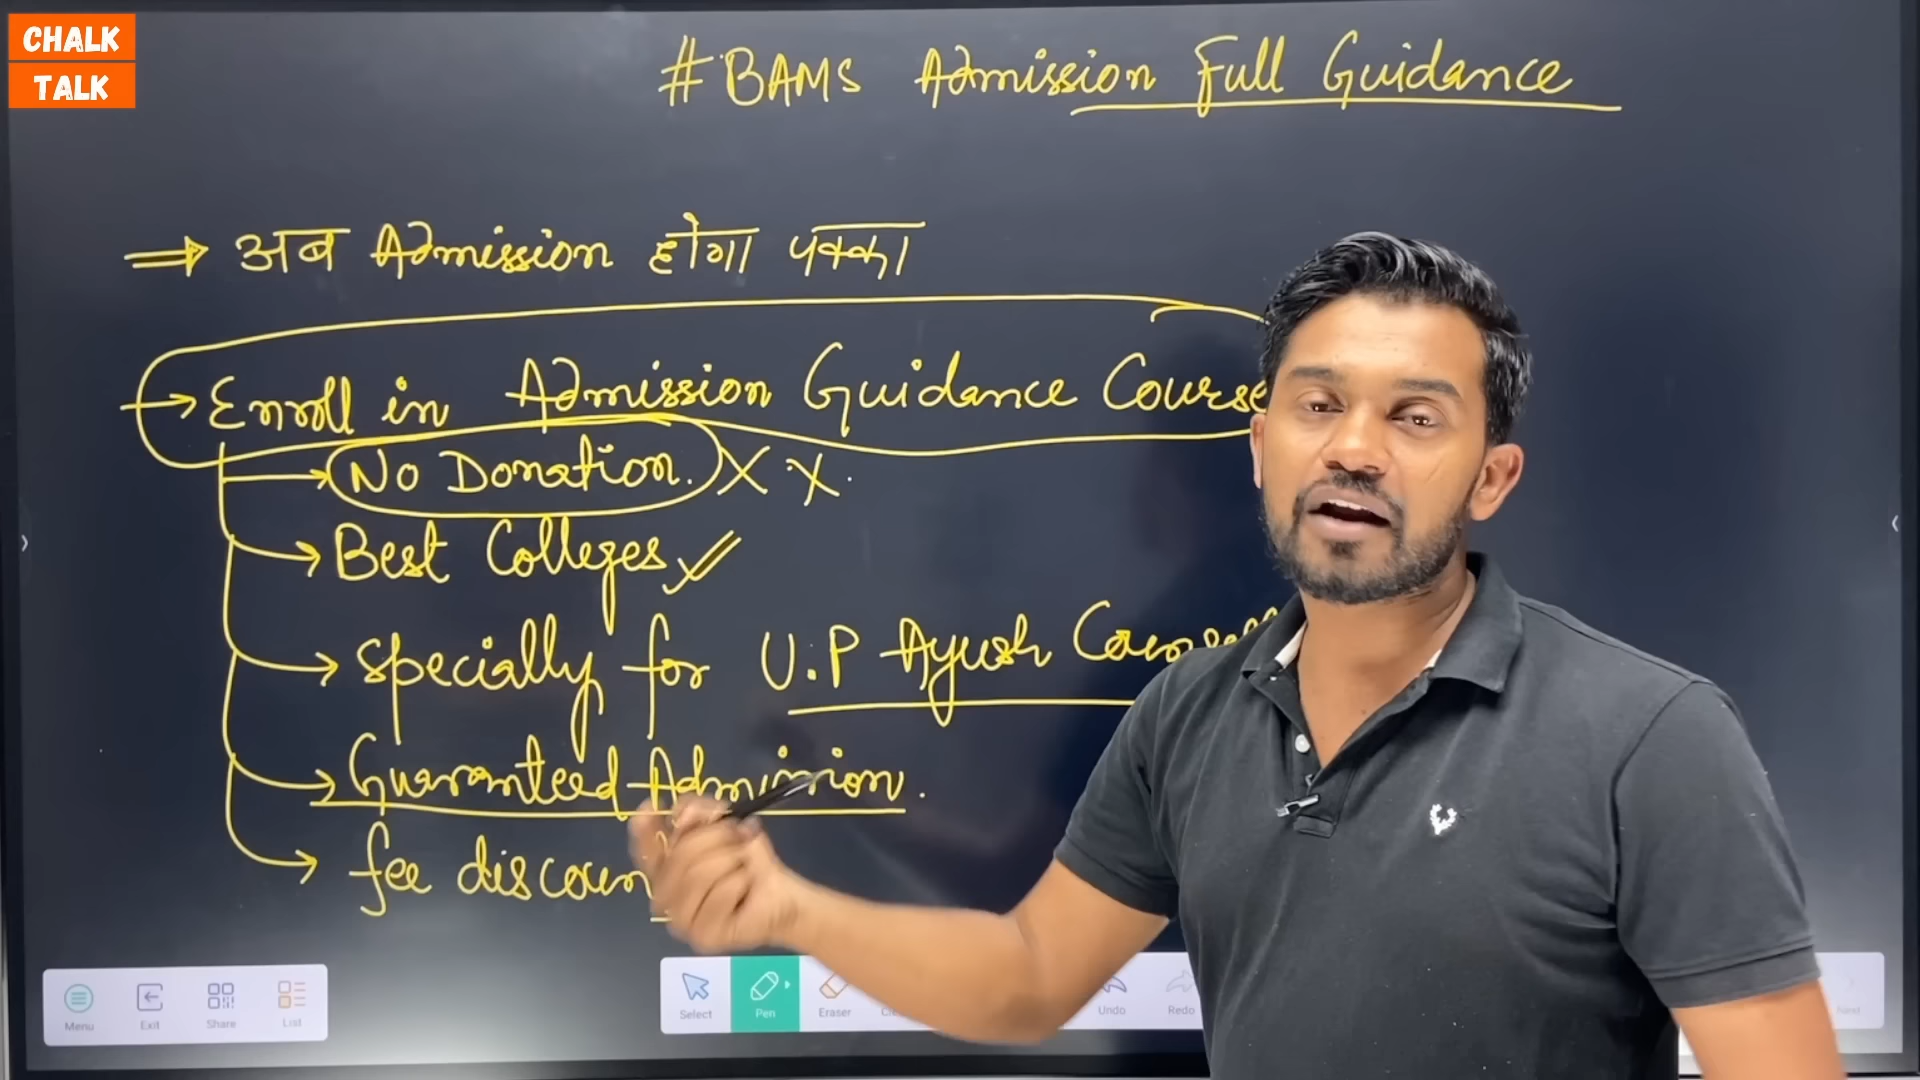 CHALK
TALK
#BAMS Admission Full Guidance
⇒ अब Admission होगा पक्का
→ Enroll in Admission Guidance Course
→ No Donation. X X.
→ Best Colleges ✓
→ specially for U.P Ayush
→ Guaranteed Admission.
→ fee
Menu Exit Share List
Select Pen Eraser Undo Redo Next